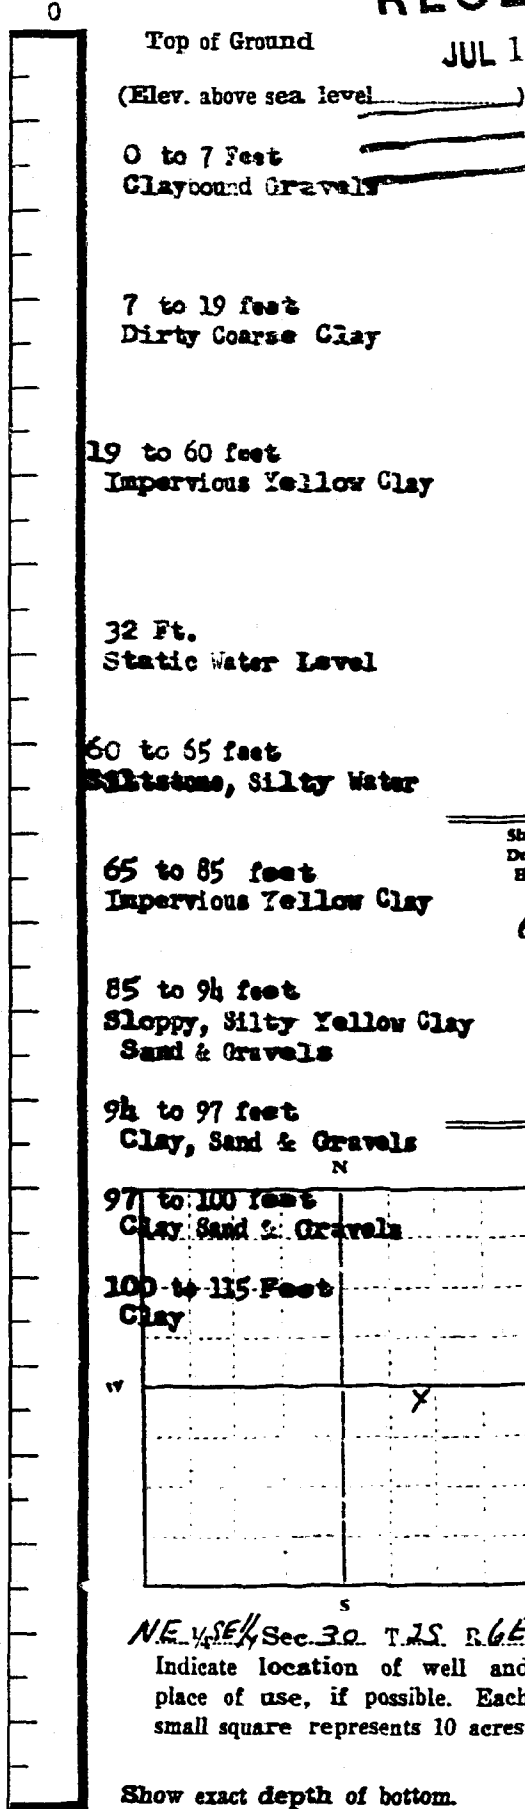 0
Top of Ground
JUL 1
(Elev. above sea level
)
0 to 7 Feet
Claybound Gravels
7 to 19 feet
Dirty Coarse Clay
19 to 60 feet
Impervious Yellow Clay
32 Ft.
Static Water Level
60 to 65 feet
Siltstone, Silty Water
65 to 85 feet
Impervious Yellow Clay
85 to 94 feet
Sloppy, Silty Yellow Clay
Sand & Gravels
94 to 97 feet
Clay, Sand & Gravels
N
97 to 100 feet
Clay Sand & Gravels
100 to 115 Feet
Clay
W
X
S
NE ¼ SE¼ Sec. 30 T. 2S R. 6E
Indicate location of well and
place of use, if possible. Each
small square represents 10 acres
Show exact depth of bottom.